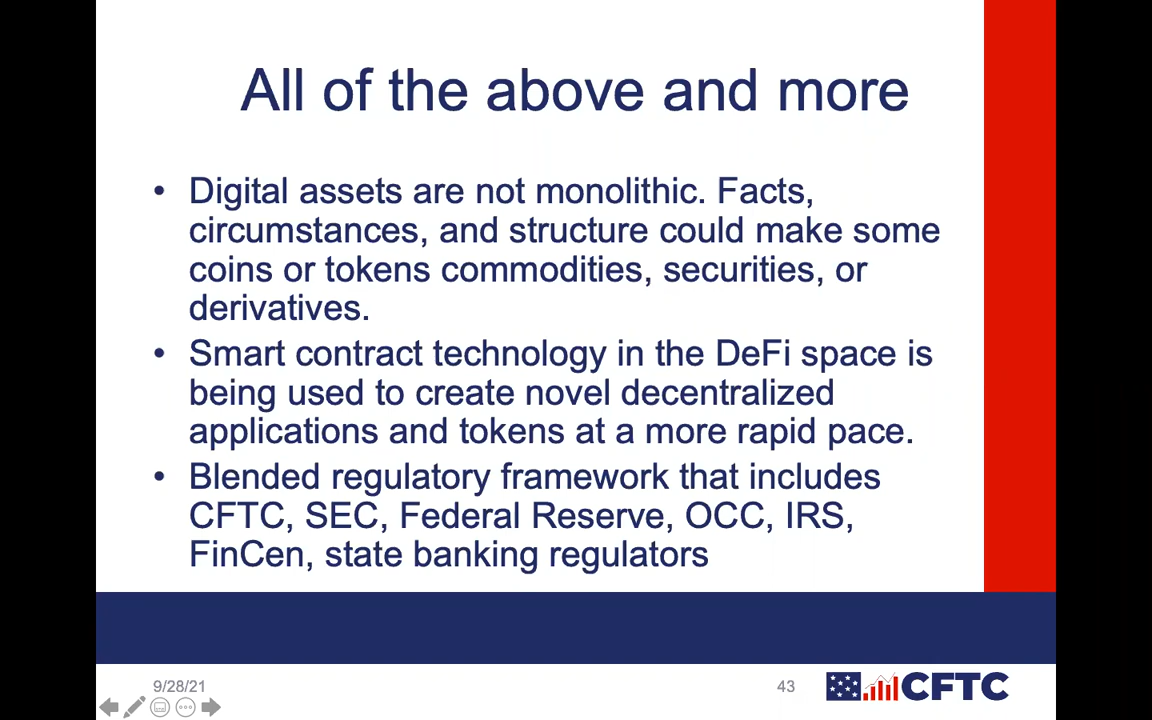 All of the above and more
• Digital assets are not monolithic. Facts,
circumstances, and structure could make some
coins or tokens commodities, securities, or
derivatives.
• Smart contract technology in the DeFi space is
being used to create novel decentralized
applications and tokens at a more rapid pace.
• Blended regulatory framework that includes
CFTC, SEC, Federal Reserve, OCC, IRS,
FinCen, state banking regulators
9/28/21
43
CFTC